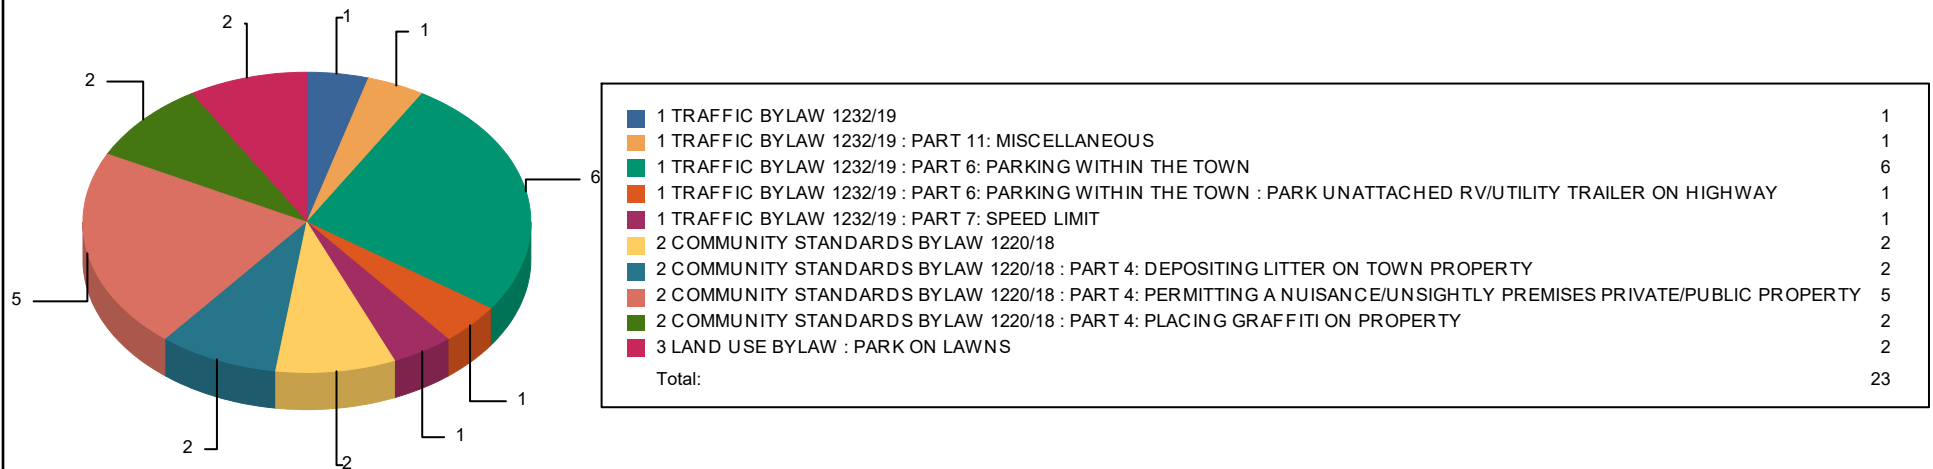 2
1
1
2
6
5
1
1
2
2
1 TRAFFIC BYLAW 1232/19 1
1 TRAFFIC BYLAW 1232/19 : PART 11: MISCELLANEOUS 1
1 TRAFFIC BYLAW 1232/19 : PART 6: PARKING WITHIN THE TOWN 6
1 TRAFFIC BYLAW 1232/19 : PART 6: PARKING WITHIN THE TOWN : PARK UNATTACHED RV/UTILITY TRAILER ON HIGHWAY 1
1 TRAFFIC BYLAW 1232/19 : PART 7: SPEED LIMIT 1
2 COMMUNITY STANDARDS BYLAW 1220/18 2
2 COMMUNITY STANDARDS BYLAW 1220/18 : PART 4: DEPOSITING LITTER ON TOWN PROPERTY 2
2 COMMUNITY STANDARDS BYLAW 1220/18 : PART 4: PERMITTING A NUISANCE/UNSIGHTLY PREMISES PRIVATE/PUBLIC PROPERTY 5
2 COMMUNITY STANDARDS BYLAW 1220/18 : PART 4: PLACING GRAFFITI ON PROPERTY 2
3 LAND USE BYLAW : PARK ON LAWNS 2
Total: 23